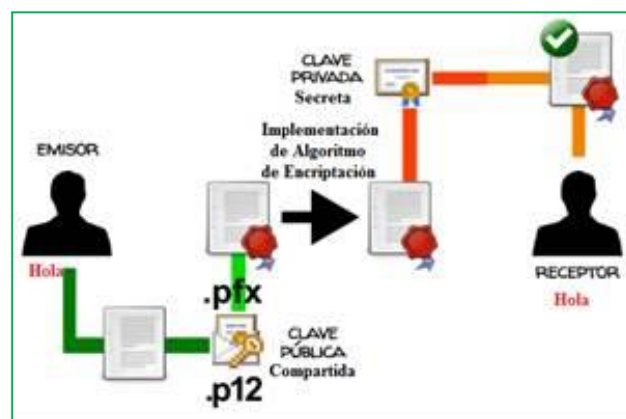 EMISOR
Hola
.pfx
CLAVE
PÚBLICA
Compartida
.p12
Implementación
de Algoritmo
de Encriptación
CLAVE
PRIVADA
Secreta
RECEPTOR
Hola